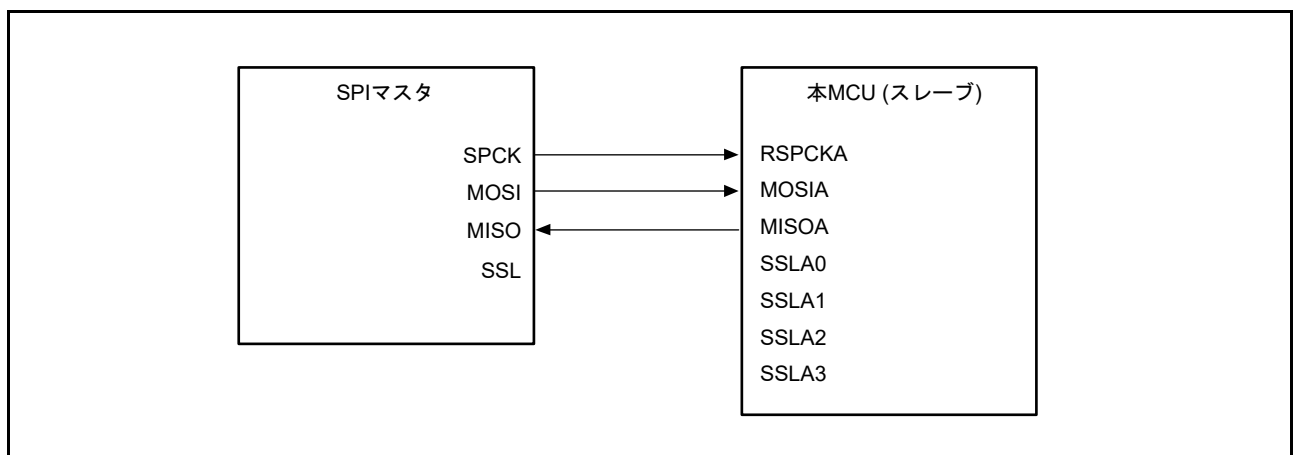 SPIマスタ
SPCK
MOSI
MISO
SSL
本MCU (スレーブ)
RSPCKA
MOSIA
MISOA
SSLA0
SSLA1
SSLA2
SSLA3